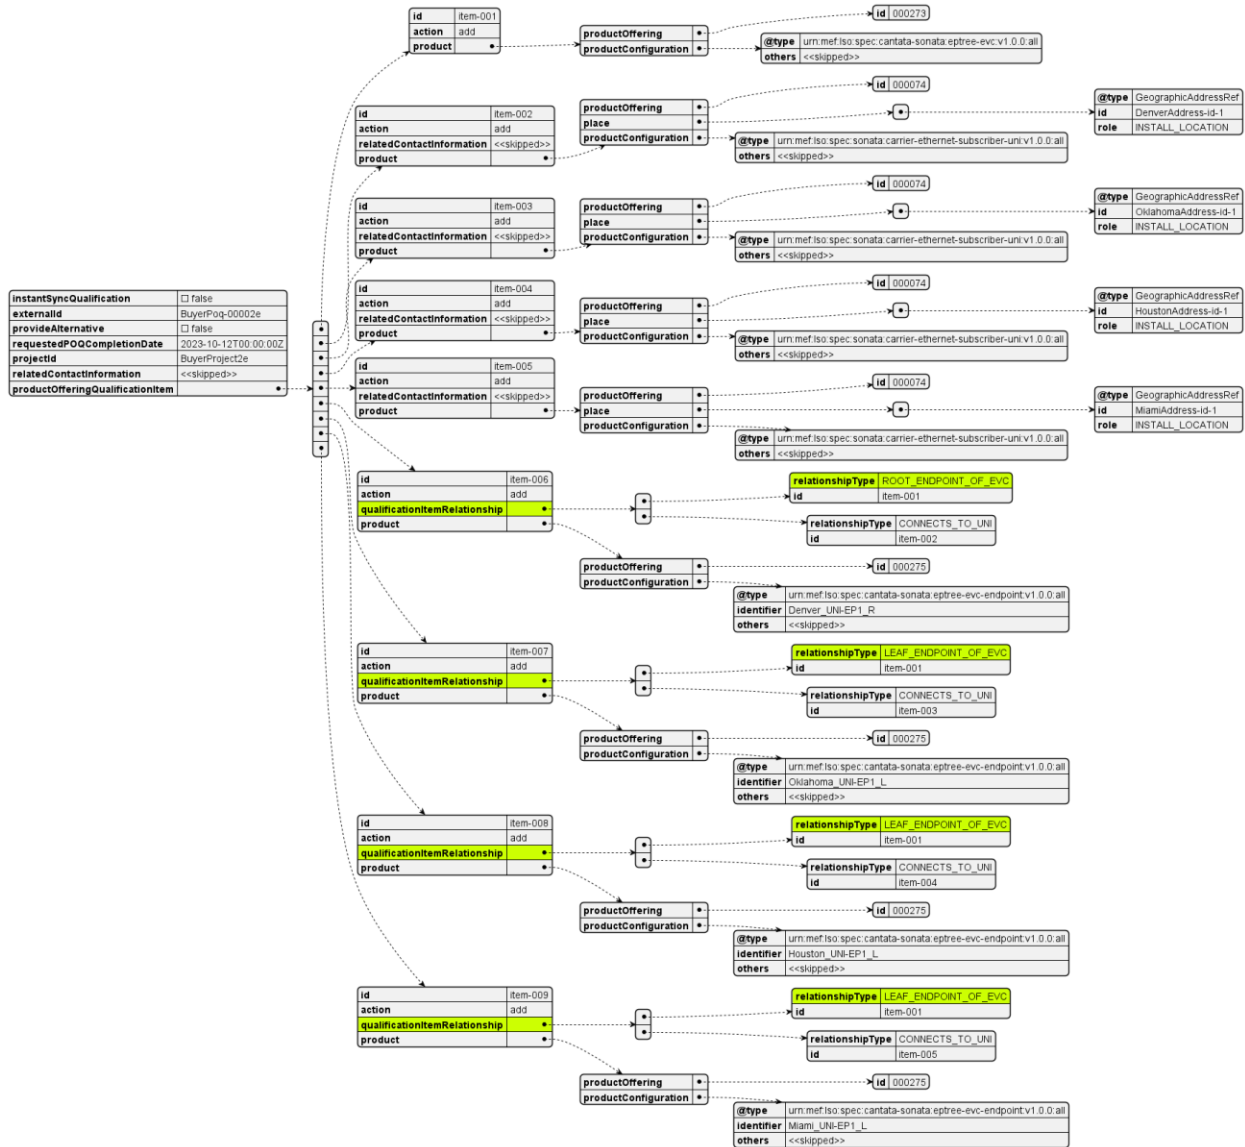 instantSyncQualification ☐ false
externalId BuyerPoq-00002e
provideAlternative ☐ false
requestedPOQCompletionDate 2023-10-12T00:00:00Z
projectId BuyerProject2e
relatedContactInformation <<skipped>>
productOfferingQualificationItem
id item-001
action add
product
productOffering
productConfiguration
id 000273
@type urn:mef:lso:spec:cantata-sonata:eptree-evc:v1.0.0:all
others <<skipped>>
id item-002
action add
relatedContactInformation <<skipped>>
product
productOffering
place
productConfiguration
id 000074
@type GeographicAddressRef
id DenverAddress-id-1
role INSTALL_LOCATION
@type urn:mef:lso:spec:sonata:carrier-ethernet-subscriber-uni:v1.0.0:all
others <<skipped>>
id item-003
action add
relatedContactInformation <<skipped>>
product
productOffering
place
productConfiguration
id 000074
@type GeographicAddressRef
id OklahomaAddress-id-1
role INSTALL_LOCATION
@type urn:mef:lso:spec:sonata:carrier-ethernet-subscriber-uni:v1.0.0:all
others <<skipped>>
id item-004
action add
relatedContactInformation <<skipped>>
product
productOffering
place
productConfiguration
id 000074
@type GeographicAddressRef
id HoustonAddress-id-1
role INSTALL_LOCATION
@type urn:mef:lso:spec:sonata:carrier-ethernet-subscriber-uni:v1.0.0:all
others <<skipped>>
id item-005
action add
relatedContactInformation <<skipped>>
product
productOffering
place
productConfiguration
id 000074
@type GeographicAddressRef
id MiamiAddress-id-1
role INSTALL_LOCATION
@type urn:mef:lso:spec:sonata:carrier-ethernet-subscriber-uni:v1.0.0:all
others <<skipped>>
id item-006
action add
qualificationItemRelationship
product
relationshipType ROOT_ENDPOINT_OF_EVC
id item-001
relationshipType CONNECTS_TO_UNI
id item-002
productOffering
productConfiguration
id 000275
@type urn:mef:lso:spec:cantata-sonata:eptree-evc-endpoint:v1.0.0:all
identifier Denver_UNI-EP1_R
others <<skipped>>
id item-007
action add
qualificationItemRelationship
product
relationshipType LEAF_ENDPOINT_OF_EVC
id item-001
relationshipType CONNECTS_TO_UNI
id item-003
productOffering
productConfiguration
id 000275
@type urn:mef:lso:spec:cantata-sonata:eptree-evc-endpoint:v1.0.0:all
identifier Oklahoma_UNI-EP1_L
others <<skipped>>
id item-008
action add
qualificationItemRelationship
product
relationshipType LEAF_ENDPOINT_OF_EVC
id item-001
relationshipType CONNECTS_TO_UNI
id item-004
productOffering
productConfiguration
id 000275
@type urn:mef:lso:spec:cantata-sonata:eptree-evc-endpoint:v1.0.0:all
identifier Houston_UNI-EP1_L
others <<skipped>>
id item-009
action add
qualificationItemRelationship
product
relationshipType LEAF_ENDPOINT_OF_EVC
id item-001
relationshipType CONNECTS_TO_UNI
id item-005
productOffering
productConfiguration
id 000275
@type urn:mef:lso:spec:cantata-sonata:eptree-evc-endpoint:v1.0.0:all
identifier Miami_UNI-EP1_L
others <<skipped>>